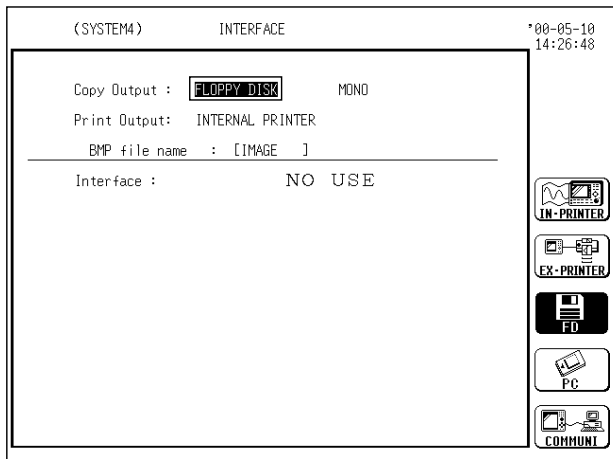 (SYSTEM4) INTERFACE '00-05-10
14:26:48
Copy Output : FLOPPY DISK MONO
Print Output: INTERNAL PRINTER
BMP file name : [IMAGE ]
Interface : NO USE
IN-PRINTER
EX-PRINTER
FD
PC
COMMUNI